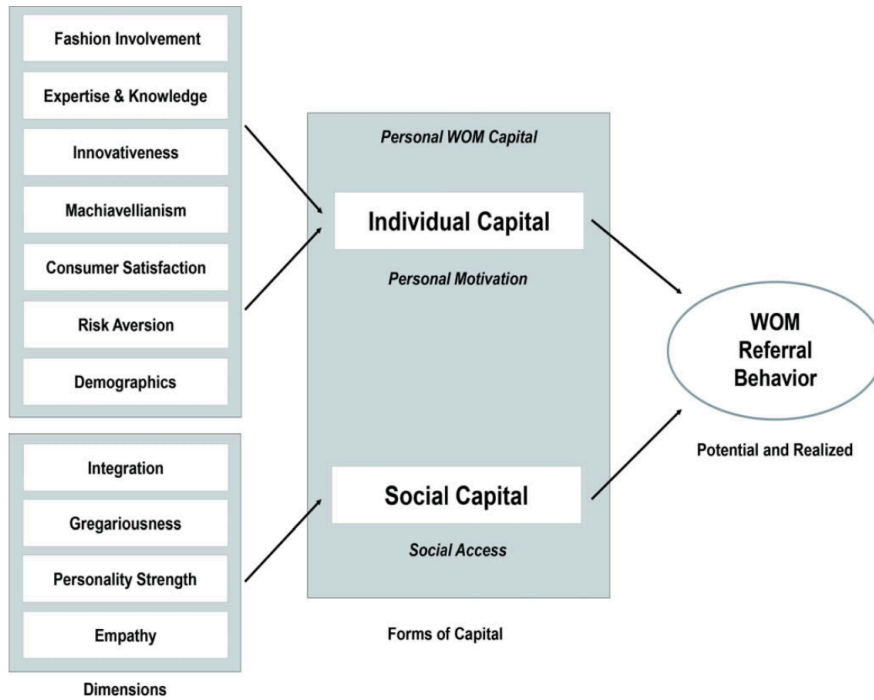 Fashion Involvement
Expertise & Knowledge
Innovativeness
Machiavellianism
Consumer Satisfaction
Risk Aversion
Demographics
Integration
Gregariousness
Personality Strength
Empathy
Dimensions
Personal WOM Capital
Individual Capital
Personal Motivation
Social Capital
Social Access
Forms of Capital
WOM
Referral
Behavior
Potential and Realized